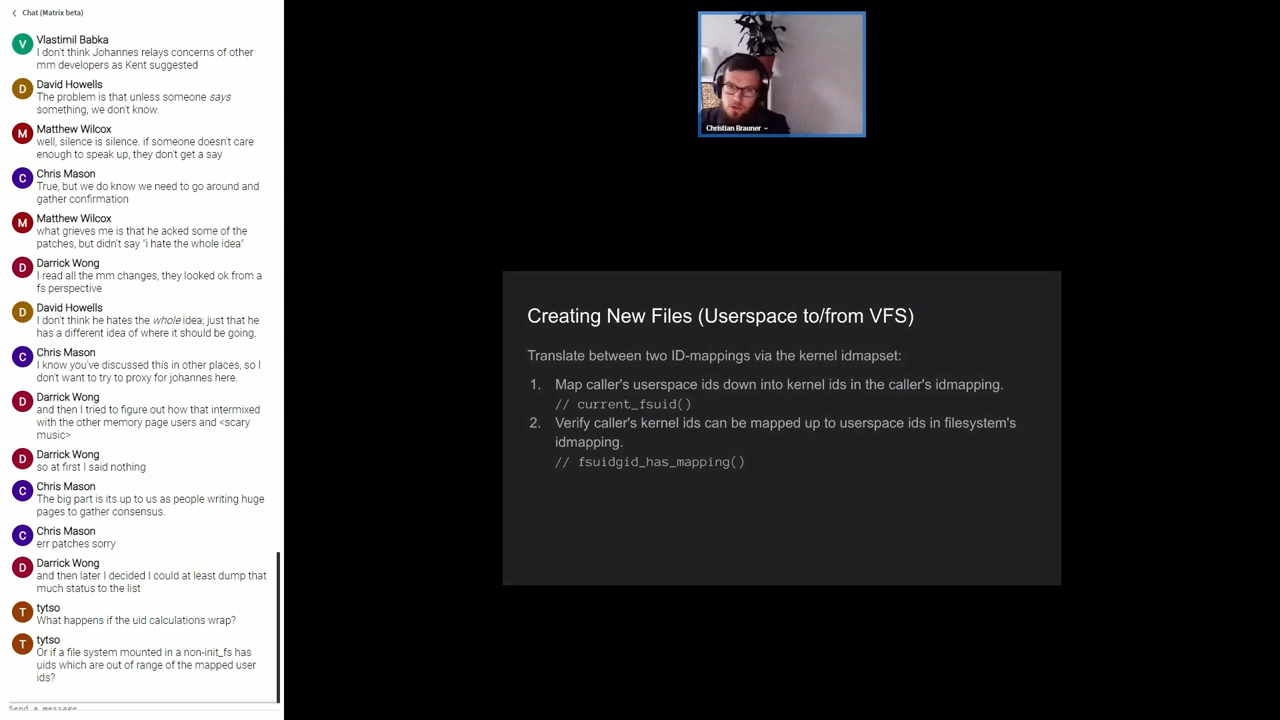 Chat (Matrix beta)
Vlastimil Babka
I don't think Johannes relays concerns of other
mm developers as Kent suggested
David Howells
The problem is that unless someone says
something, we don't know.
Matthew Wilcox
well, silence is silence. if someone doesn't care
enough to speak up, they don't get a say
Chris Mason
True, but we do know we need to go around and
gather confirmation
Matthew Wilcox
what grieves me is that he acked some of the
patches, but didn't say "i hate the whole idea"
Darrick Wong
I read all the mm changes, they looked ok from a
fs perspective
David Howells
I don't think he hates the whole idea; just that he
has a different idea of where it should be going.
Chris Mason
I know you've discussed this in other places, so I
don't want to try to proxy for johannes here.
Darrick Wong
and then I tried to figure out how that intermixed
with the other memory page users and <scary
music>
Darrick Wong
so at first I said nothing
Chris Mason
The big part is its up to us as people writing huge
pages to gather consensus.
Chris Mason
err patches sorry
Darrick Wong
and then later I decided I could at least dump that
much status to the list
tytso
What happens if the uid calculations wrap?
tytso
Or if a file system mounted in a non-init_fs has
uids which are out of range of the mapped user
ids?
Send a message
V
D
M
C
M
D
D
C
D
D
C
C
D
T
T
Christian Brauner
Creating New Files (Userspace to/from VFS)
Translate between two ID-mappings via the kernel idmapset:
1. Map caller's userspace ids down into kernel ids in the caller's idmapping.
// current_fsuid()
2. Verify caller's kernel ids can be mapped up to userspace ids in filesystem's
idmapping.
// fsuidgid_has_mapping()